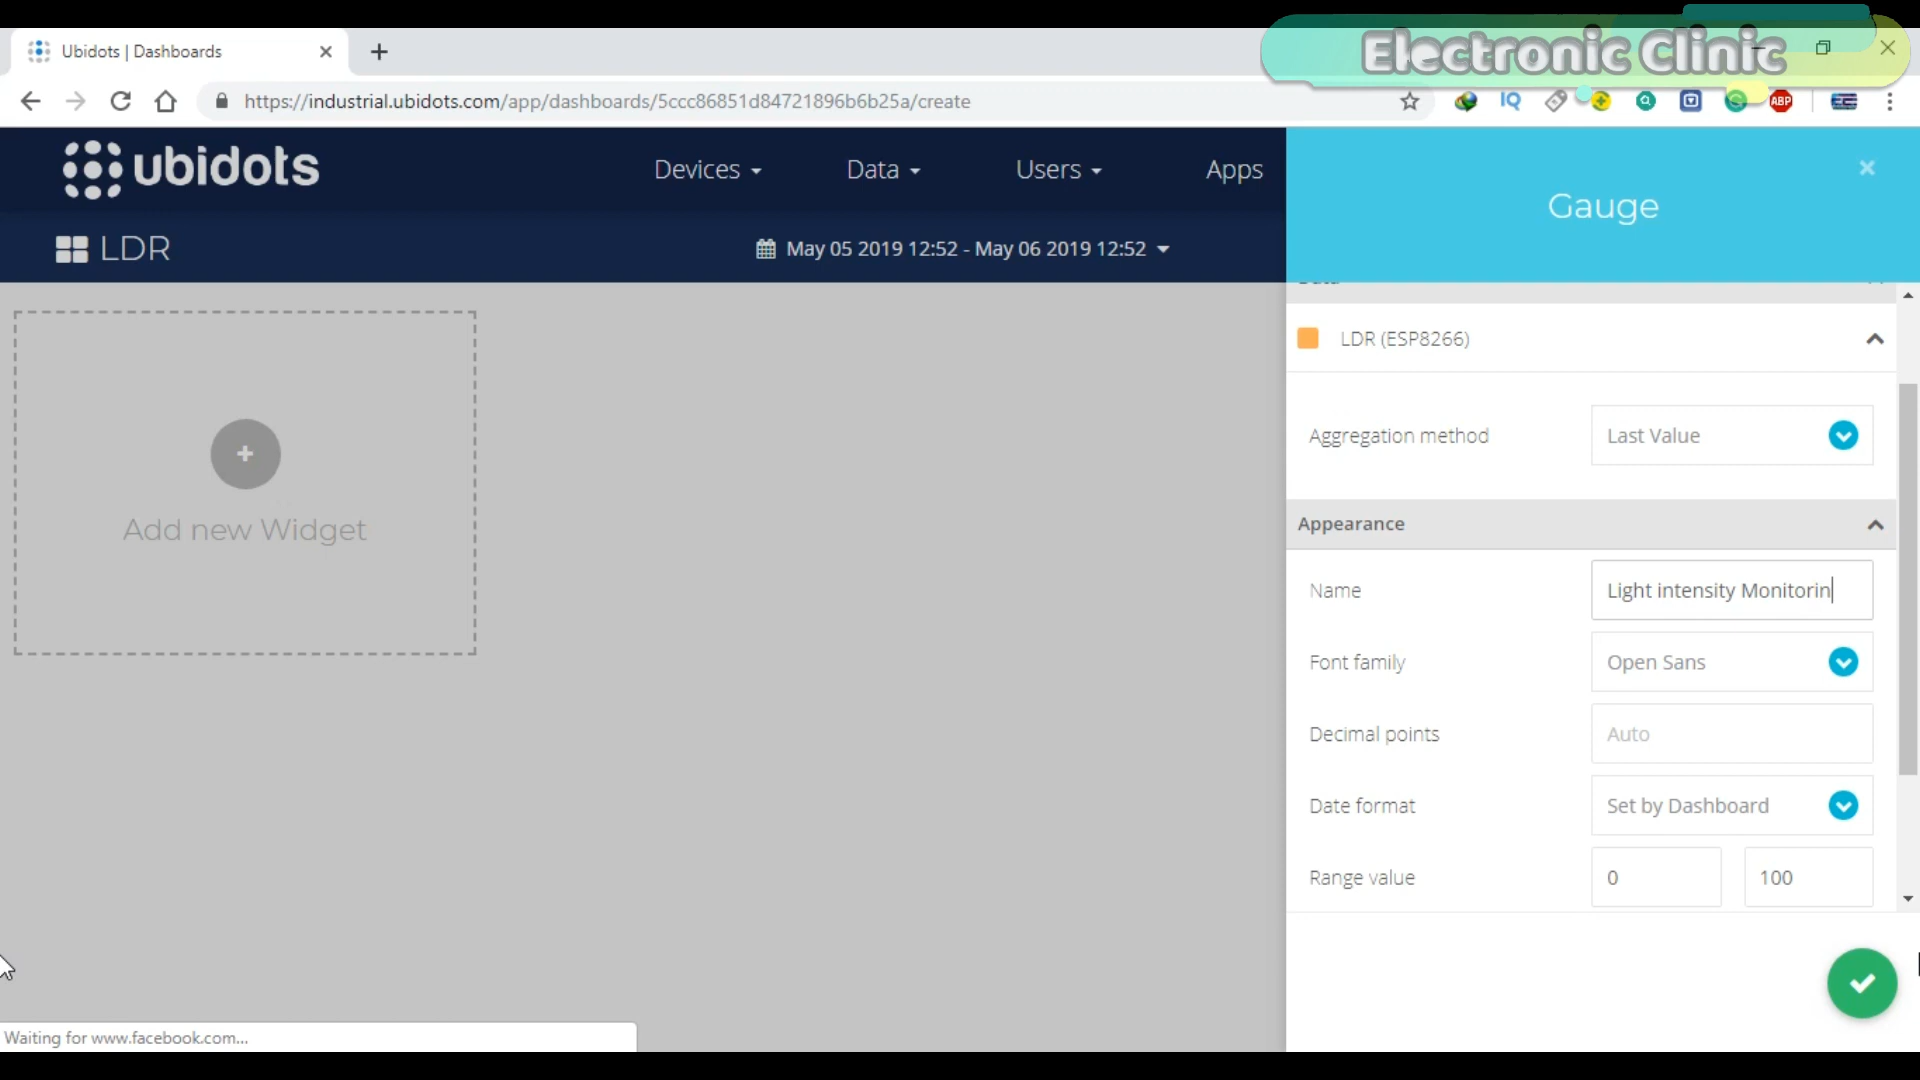 Ubidots | Dashboards
Electronic Clinic
https://industrial.ubidots.com/app/dashboards/5ccc86851d84721896b6b25a/create
IQ
ABP
ubidots
Devices
Data
Users
Apps
Gauge
LDR
May 05 2019 12:52 - May 06 2019 12:52
LDR (ESP8266)
Aggregation method
Last Value
Add new Widget
Appearance
Name
Light intensity Monitorin
Font family
Open Sans
Decimal points
Auto
Date format
Set by Dashboard
Range value
0
100
Waiting for www.facebook.com...